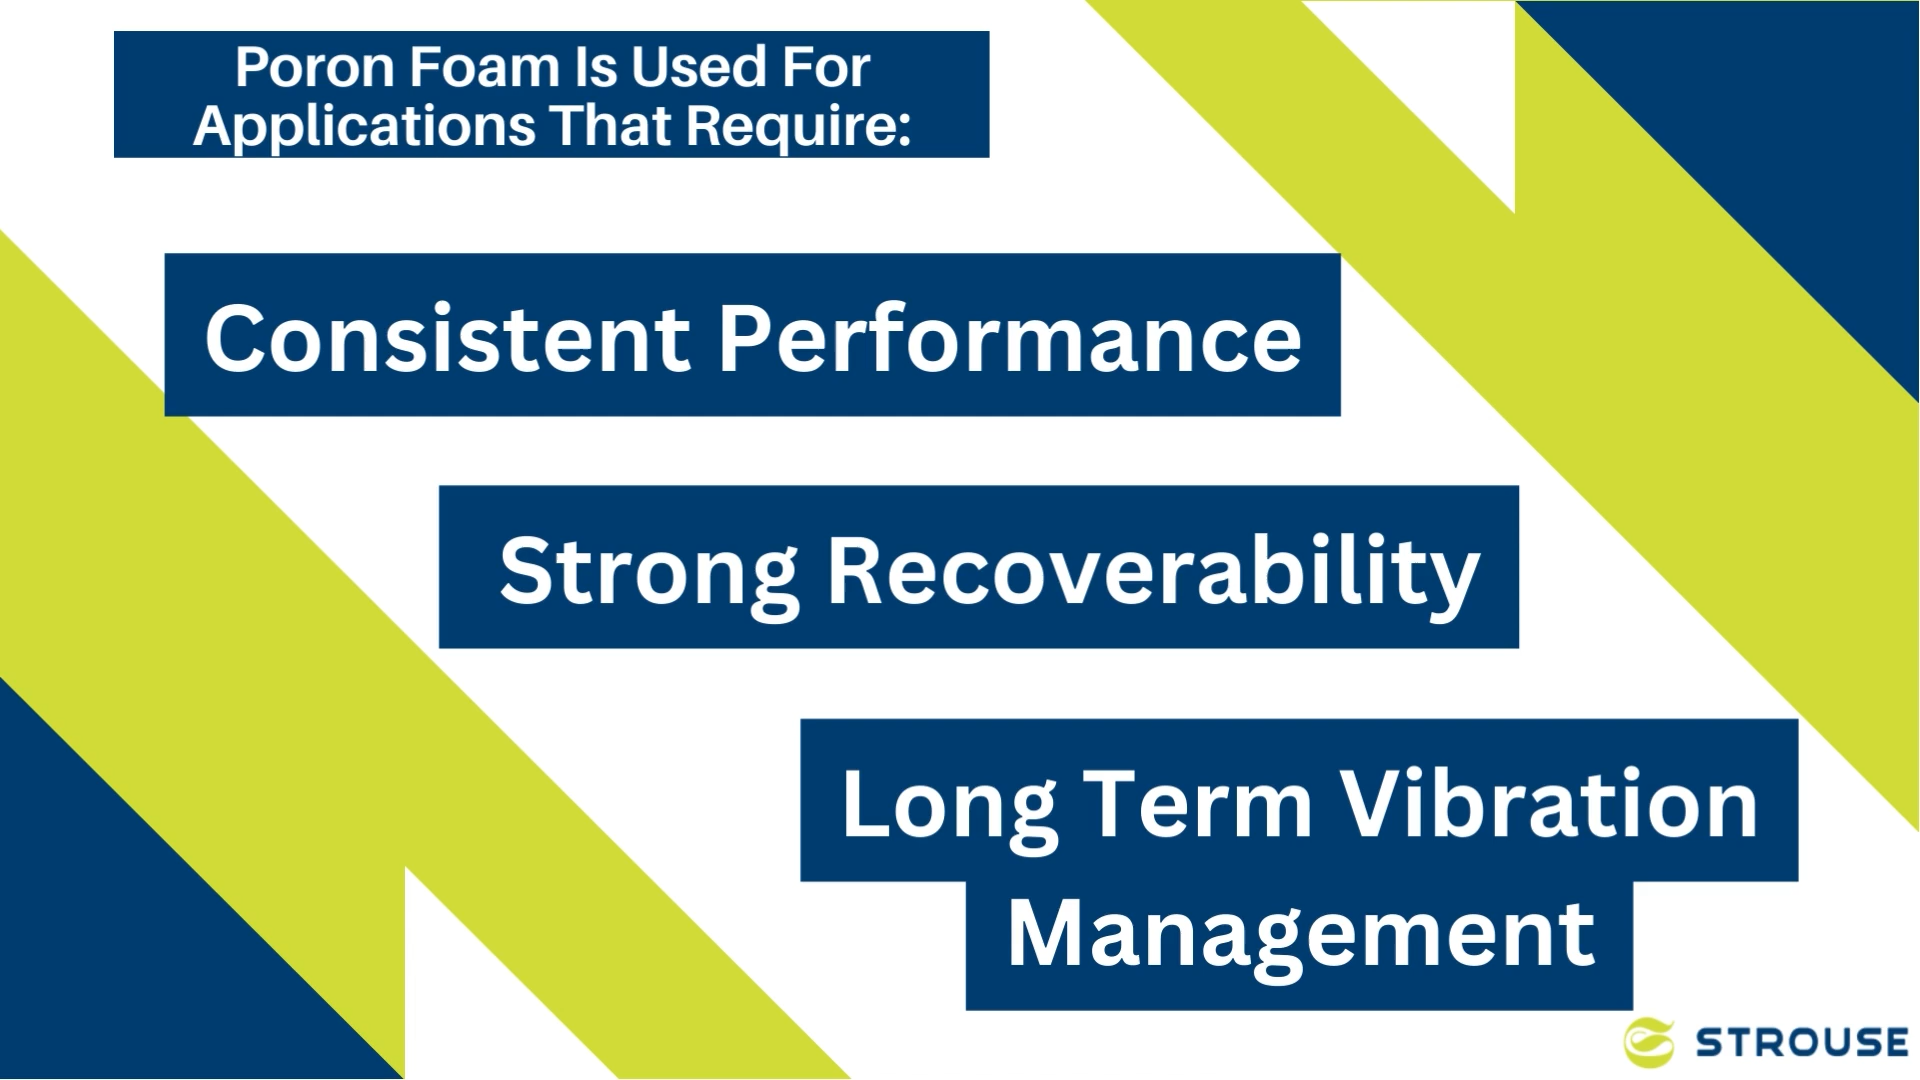 Poron Foam Is Used For
Applications That Require:
Consistent Performance
Strong Recoverability
Long Term Vibration
Management
STROUSE